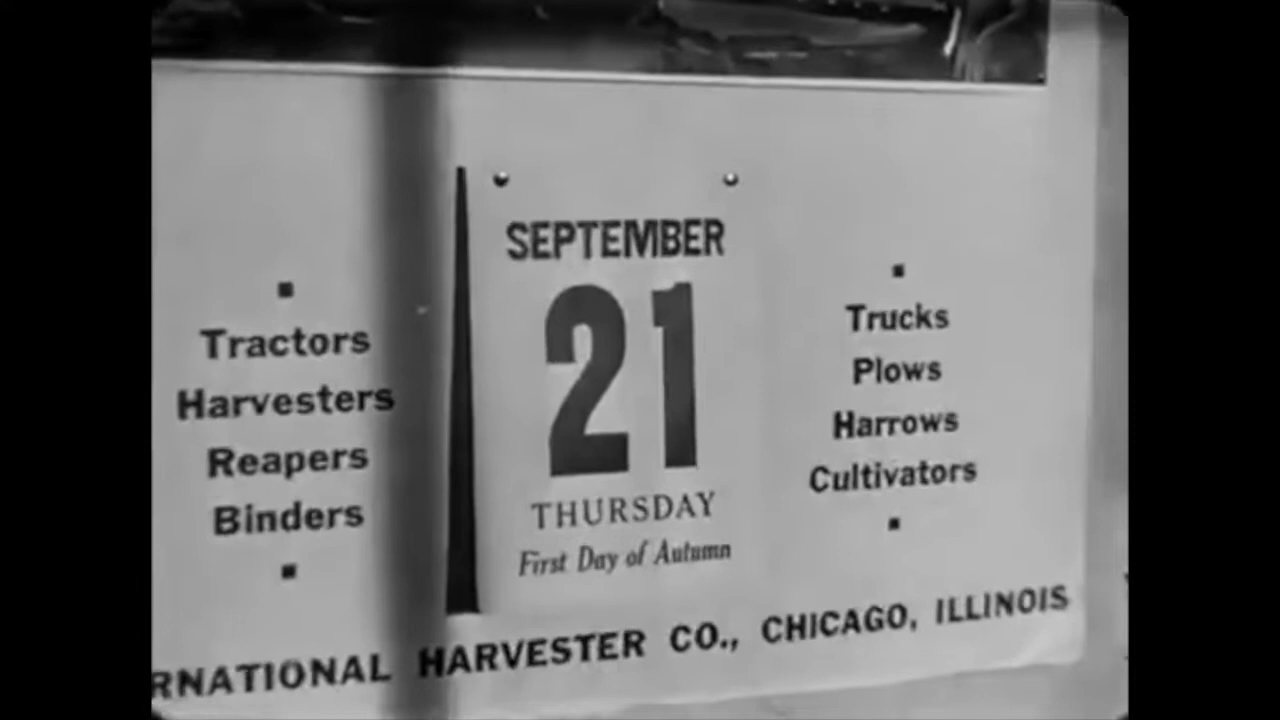 SEPTEMBER
21
THURSDAY
First Day of Autumn
Tractors
Harvesters
Reapers
Binders
Trucks
Plows
Harrows
Cultivators
RNATIONAL HARVESTER CO., CHICAGO, ILLINOIS